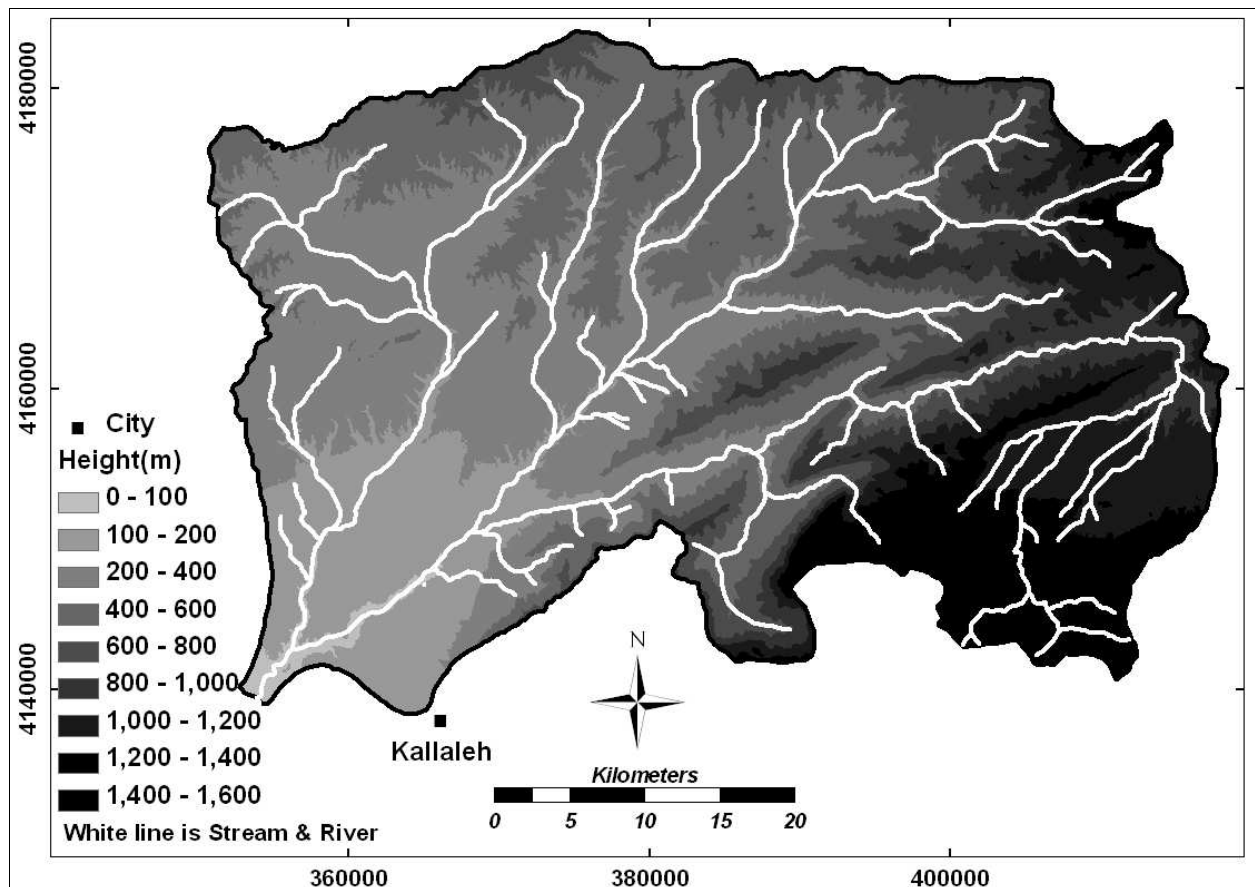 4180000
4160000
4140000
City
Height(m)
0 - 100
100 - 200
200 - 400
400 - 600
600 - 800
800 - 1,000
1,000 - 1,200
1,200 - 1,400
1,400 - 1,600
White line is Stream & River
Kallaleh
N
Kilometers
0 5 10 15 20
360000 380000 400000